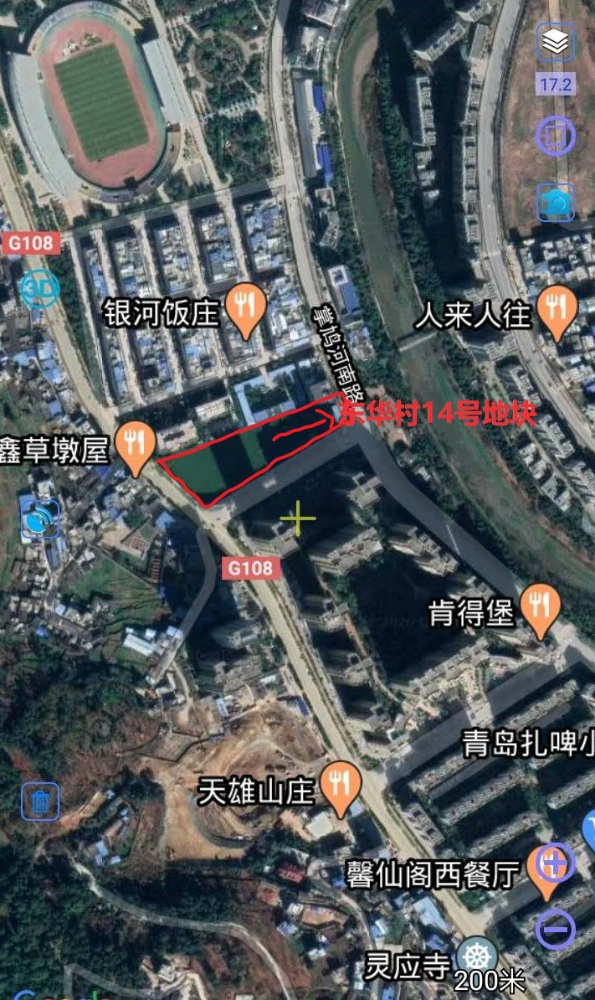 17.2
G108
3D
银河饭庄
人来人往
掌鸠河南路
东华村14号地块
鑫草墩屋
G108
肯得堡
青岛扎啤小
天雄山庄
馨仙阁西餐厅
灵应寺
200米